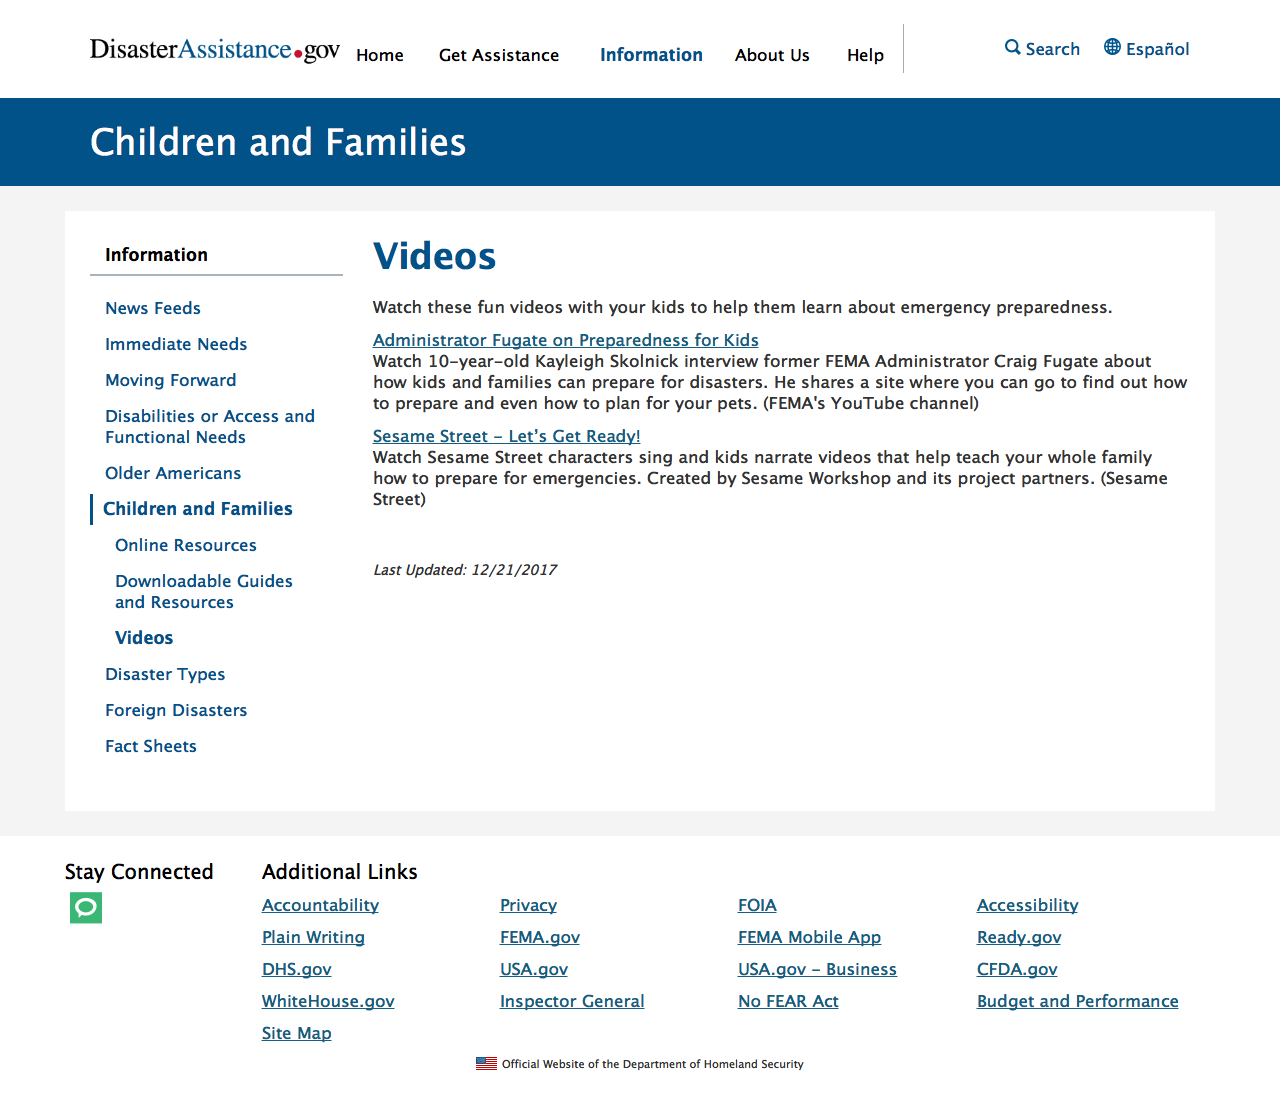 DisasterAssistance.gov
Home
Get Assistance
Information
About Us
Help
Search
Español
Children and Families
Information
News Feeds
Immediate Needs
Moving Forward
Disabilities or Access and
Functional Needs
Older Americans
Children and Families
Online Resources
Downloadable Guides
and Resources
Videos
Disaster Types
Foreign Disasters
Fact Sheets
Videos
Watch these fun videos with your kids to help them learn about emergency preparedness.
Administrator Fugate on Preparedness for Kids
Watch 10-year-old Kayleigh Skolnick interview former FEMA Administrator Craig Fugate about
how kids and families can prepare for disasters. He shares a site where you can go to find out how
to prepare and even how to plan for your pets. (FEMA's YouTube channel)
Sesame Street - Let’s Get Ready!
Watch Sesame Street characters sing and kids narrate videos that help teach your whole family
how to prepare for emergencies. Created by Sesame Workshop and its project partners. (Sesame
Street)
Last Updated: 12/21/2017
Stay Connected
Additional Links
Accountability
Privacy
FOIA
Accessibility
Plain Writing
FEMA.gov
FEMA Mobile App
Ready.gov
DHS.gov
USA.gov
USA.gov - Business
CFDA.gov
WhiteHouse.gov
Inspector General
No FEAR Act
Budget and Performance
Site Map
Official Website of the Department of Homeland Security